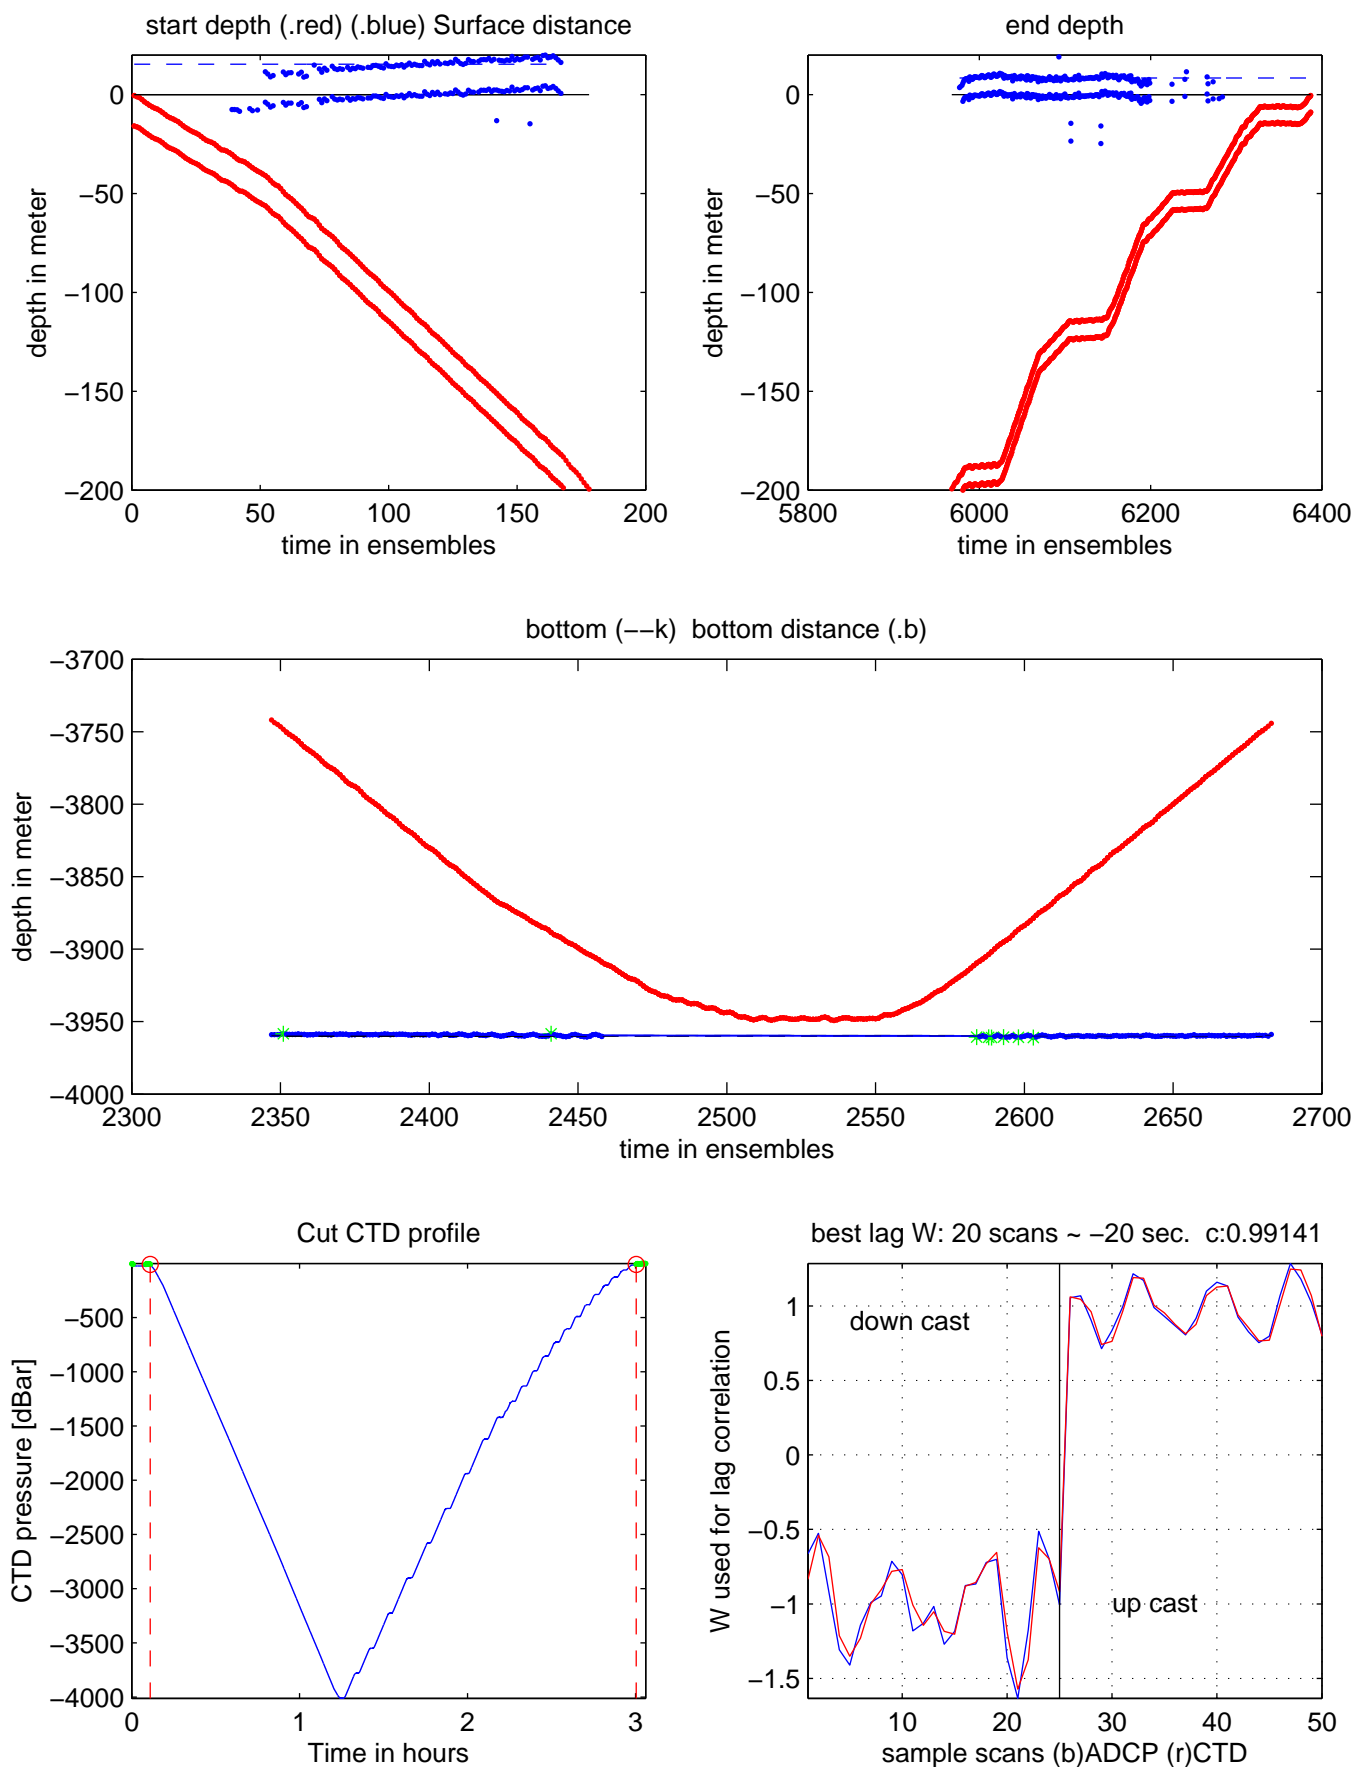 start depth (.red) (.blue) Surface distance
end depth
0
−50
−100
−150
−200
depth in meter
0 50 100 150 200
time in ensembles
0
−50
−100
−150
−200
depth in meter
5800 6000 6200 6400
time in ensembles
bottom (−−k)  bottom distance (.b)
−3700
−3750
−3800
−3850
−3900
−3950
−4000
depth in meter
2300 2350 2400 2450 2500 2550 2600 2650 2700
time in ensembles
Cut CTD profile
−500
−1000
−1500
−2000
−2500
−3000
−3500
−4000
CTD pressure [dBar]
0 1 2 3
Time in hours
best lag W: 20 scans ~ −20 sec.  c:0.99141
down cast
up cast
1
0.5
0
−0.5
−1
−1.5
W used for lag correlation
10 20 30 40 50
sample scans (b)ADCP (r)CTD